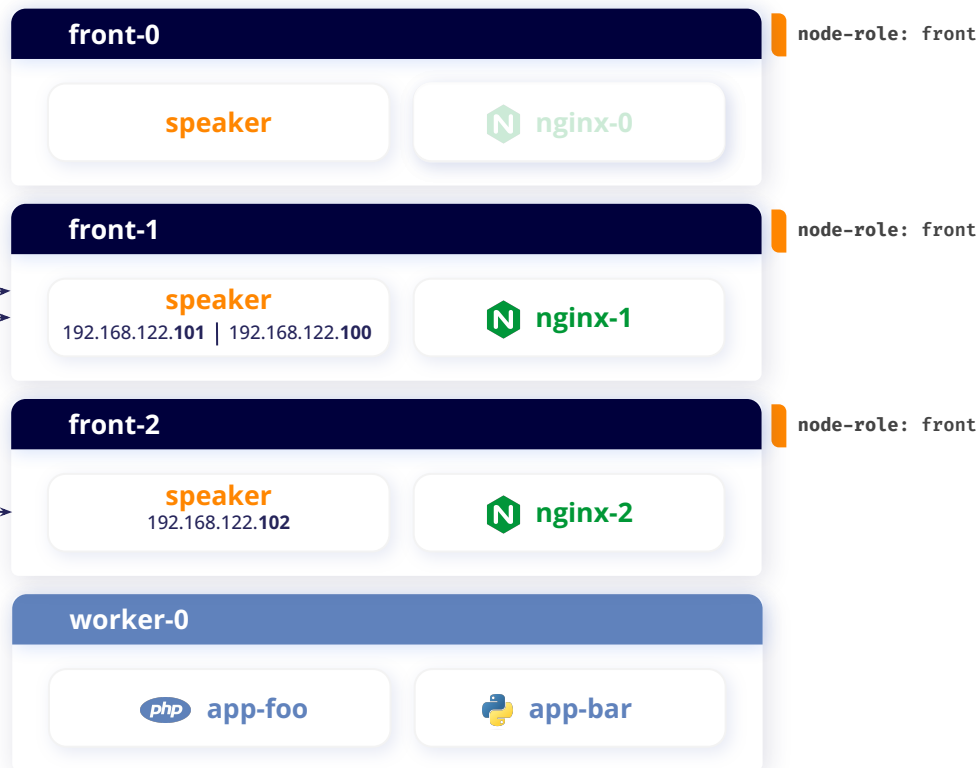 front-0
node-role: front
speaker
nginx-0
front-1
node-role: front
speaker
192.168.122.101 | 192.168.122.100
nginx-1
front-2
node-role: front
speaker
192.168.122.102
nginx-2
worker-0
php app-foo
app-bar